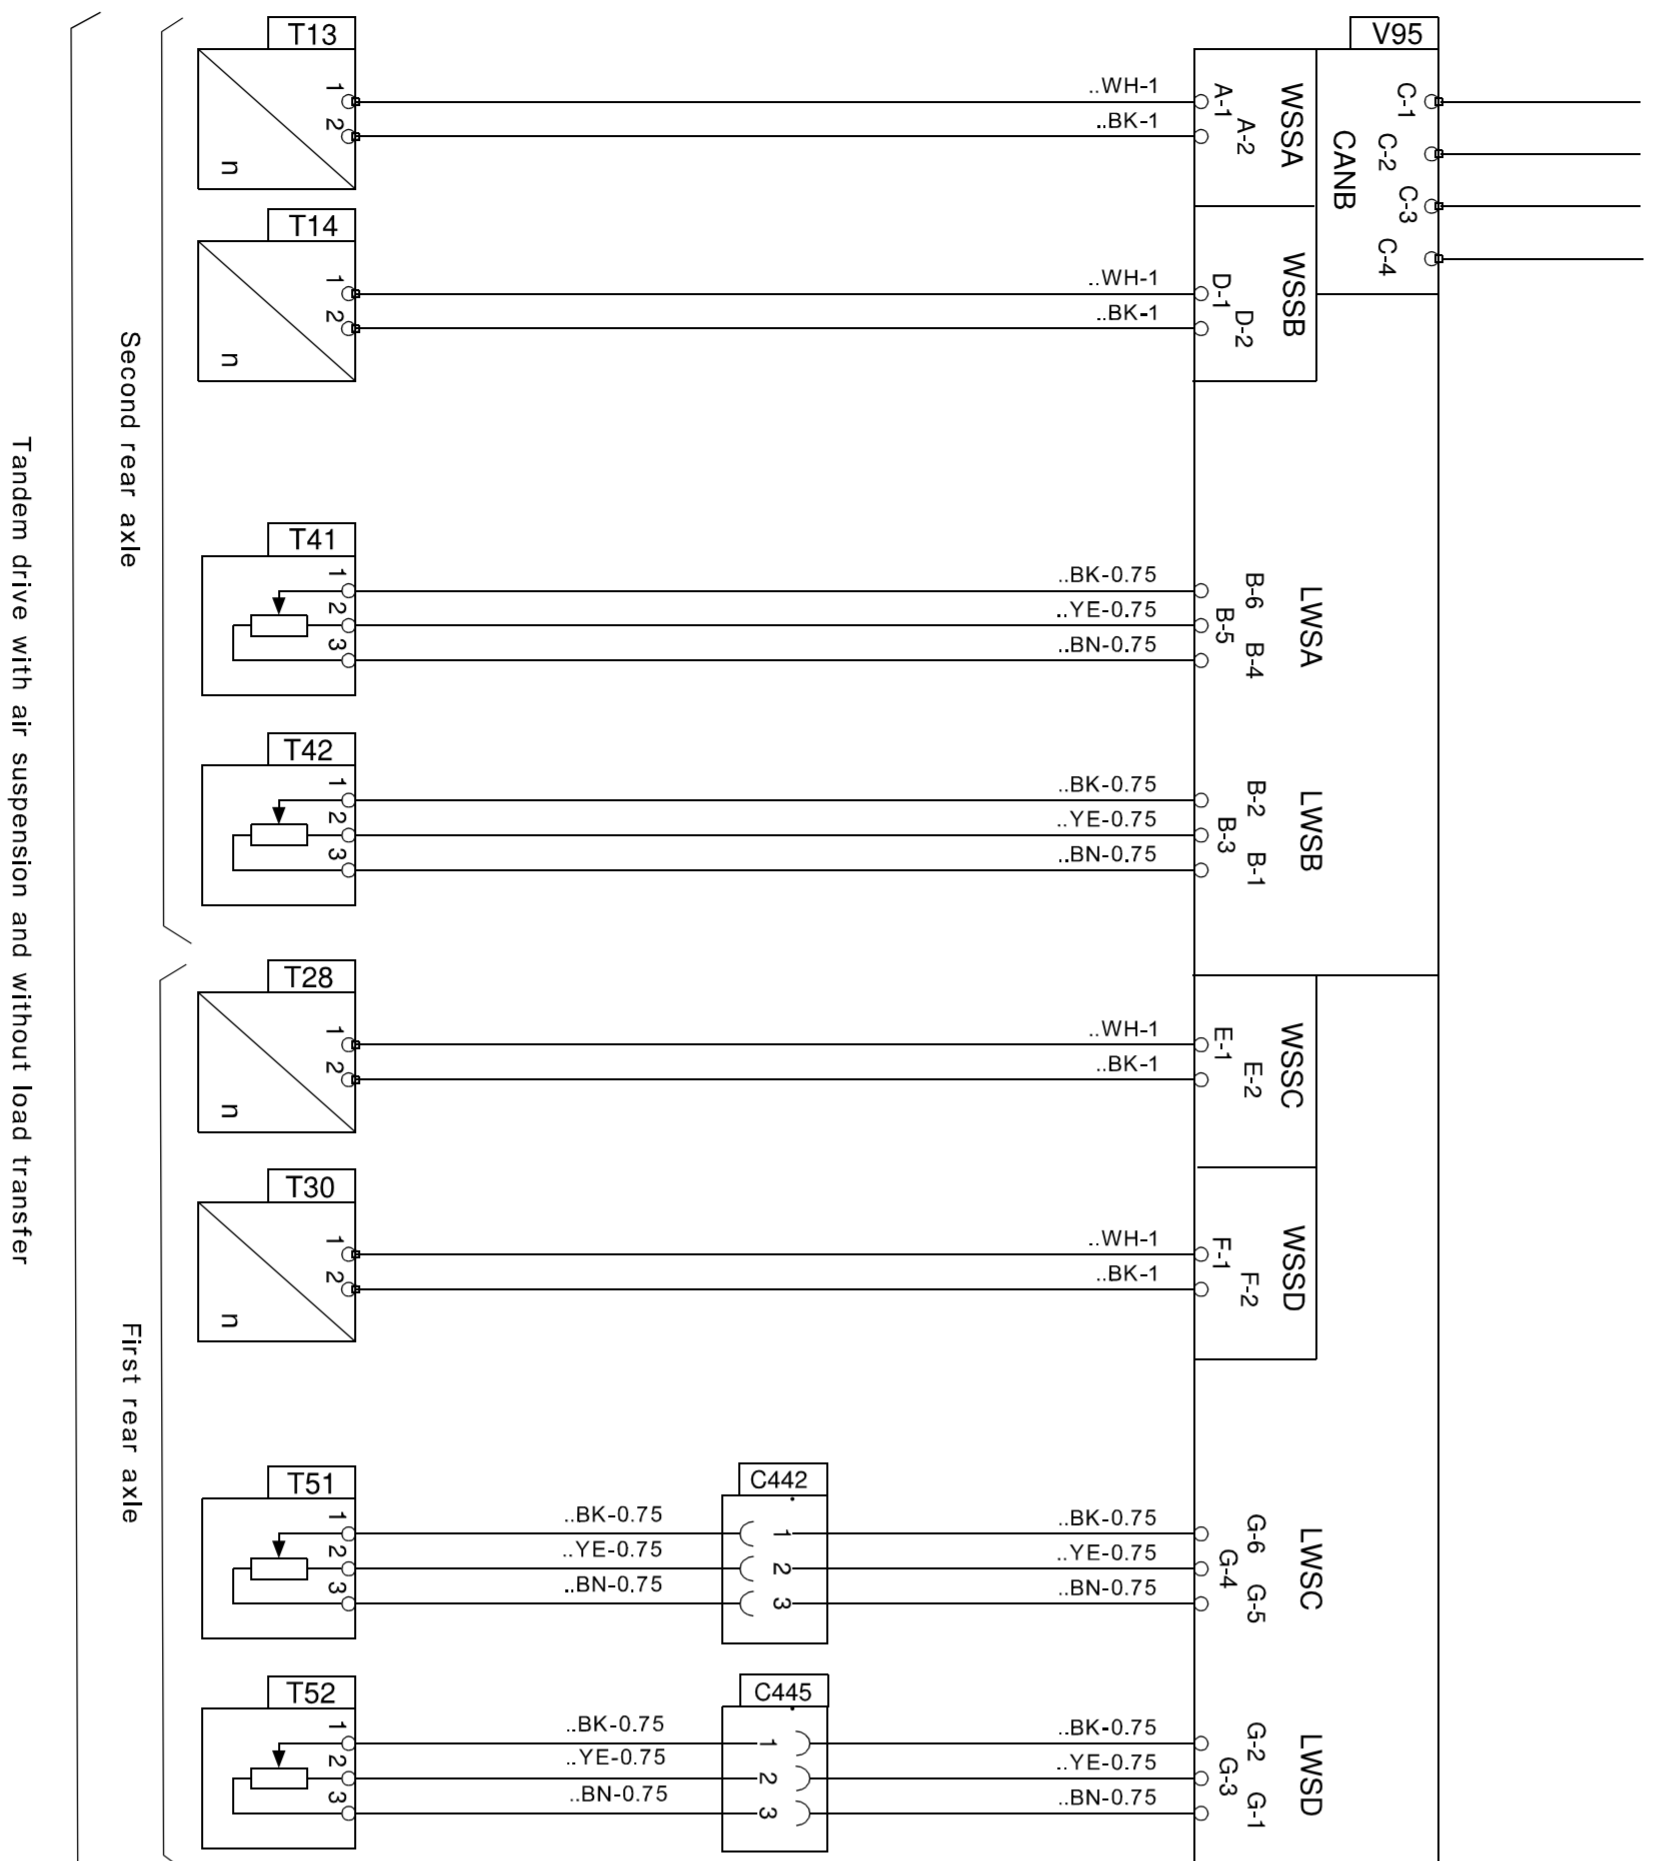 Tandem drive with air suspension and without load transfer
Second rear axle
First rear axle
V95
CANB
C-1
C-2
C-3
C-4
T13
1
2
n
..WH-1
..BK-1
A-1
A-2
WSSA
T14
1
2
n
..WH-1
..BK-1
D-1
D-2
WSSB
T41
1
2
3
..BK-0.75
..YE-0.75
..BN-0.75
B-6
B-5
B-4
LWSA
T42
1
2
3
..BK-0.75
..YE-0.75
..BN-0.75
B-2
B-3
B-1
LWSB
T28
1
2
n
..WH-1
..BK-1
E-1
E-2
WSSC
T30
1
2
n
..WH-1
..BK-1
F-1
F-2
WSSD
T51
1
2
3
..BK-0.75
..YE-0.75
..BN-0.75
C442
1
2
3
..BK-0.75
..YE-0.75
..BN-0.75
G-6
G-4
G-5
LWSC
T52
1
2
3
..BK-0.75
..YE-0.75
..BN-0.75
C445
1
2
3
..BK-0.75
..YE-0.75
..BN-0.75
G-2
G-3
G-1
LWSD